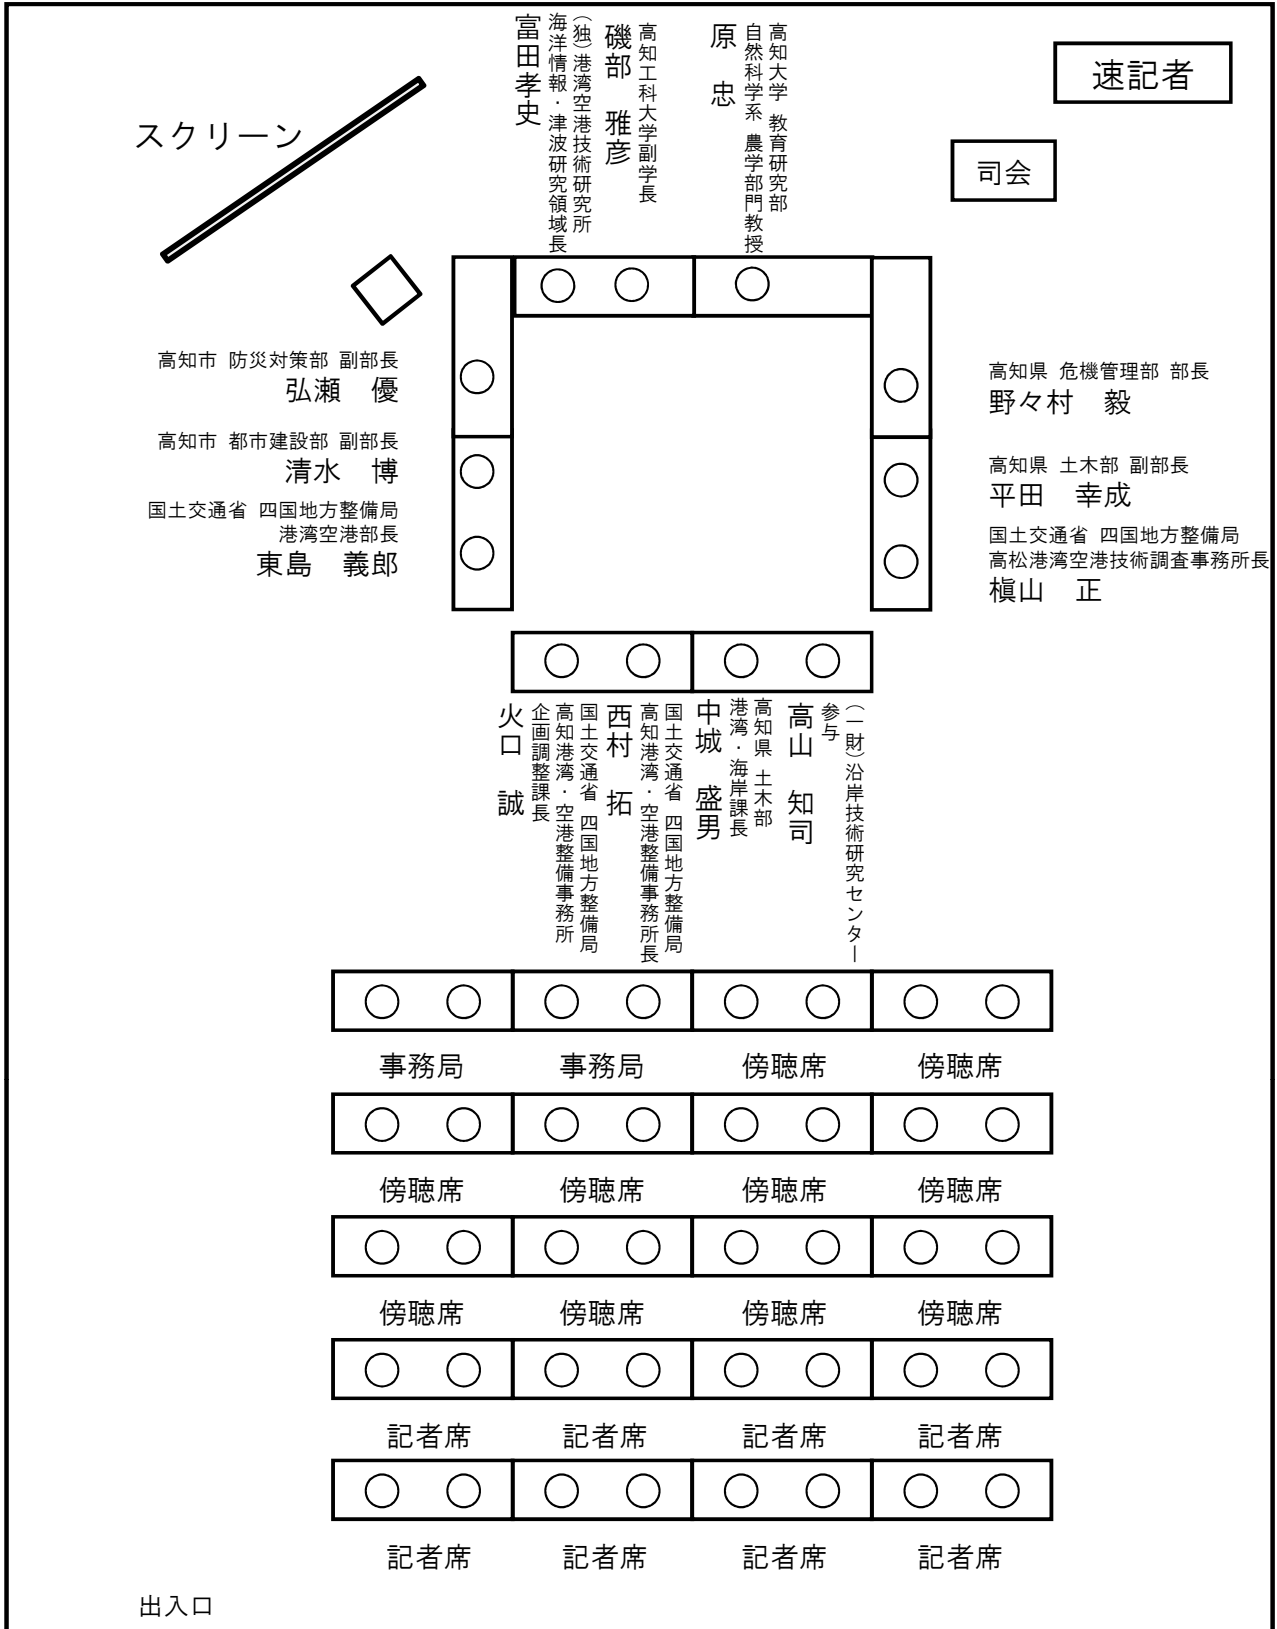 速記者
司会
スクリーン
高知大学 教育研究部
自然科学系 農学部門教授
原 忠
高知工科大学副学長
磯部 雅彦
（独）港湾空港技術研究所
海洋情報・津波研究領域長
富田孝史
高知市 防災対策部 副部長
弘瀬 優
高知市 都市建設部 副部長
清水 博
国土交通省 四国地方整備局
港湾空港部長
東島 義郎
高知県 危機管理部 部長
野々村 毅
高知県 土木部 副部長
平田 幸成
国土交通省 四国地方整備局
高松港湾空港技術調査事務所長
槇山 正
（一財）沿岸技術研究センター
参与
高山 知司
高知県 土木部
港湾・海岸課長
中城 盛男
国土交通省 四国地方整備局
高知港湾・空港整備事務所長
西村 拓
国土交通省 四国地方整備局
高知港湾・空港整備事務所
企画調整課長
火口 誠
事務局 事務局 傍聴席 傍聴席
傍聴席 傍聴席 傍聴席 傍聴席
傍聴席 傍聴席 傍聴席 傍聴席
記者席 記者席 記者席 記者席
記者席 記者席 記者席 記者席
出入口